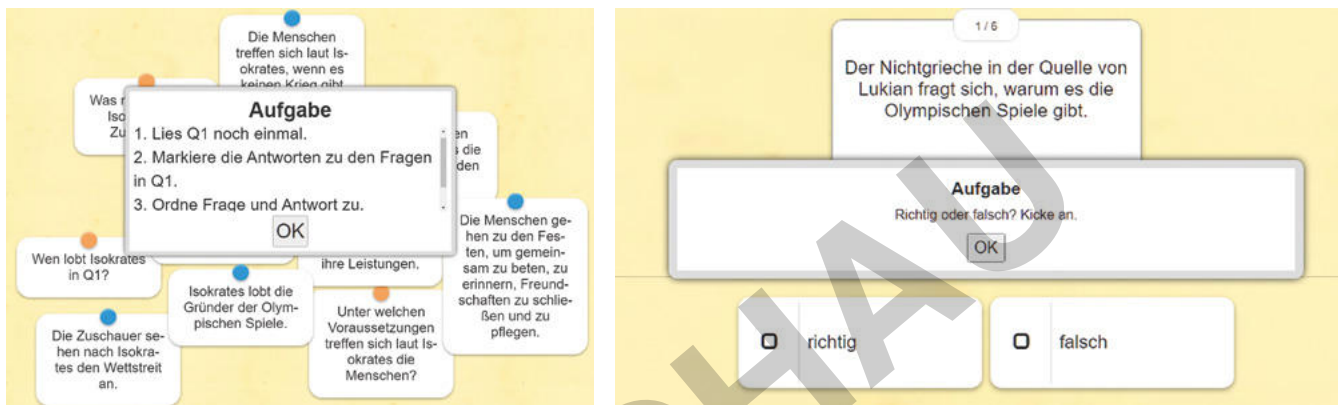 Die Menschen
treffen sich laut Is-
okrates, wenn es
keinen Krieg gibt
Was
Zu
Aufgabe
1. Lies Q1 noch einmal.
2. Markiere die Antworten zu den Fragen
in Q1.
3. Ordne Frage und Antwort zu.
OK
die
den
Die Menschen ge-
hen zu den Fes-
ten, um gemein-
sam zu beten, zu
erinnern, Freund-
schaften zu schlie-
ßen und zu
pflegen.
Wen lobt Isokrates
in Q1?
ihre Leistungen.
Isokrates lobt die
Gründer der Olym-
pischen Spiele.
Unter welchen
Voraussetzungen
treffen sich laut Is-
okrates die
Menschen?
Die Zuschauer se-
hen nach Isokra-
tes den Wettstreit
an.
1 / 6
Der Nichtgrieche in der Quelle von
Lukian fragt sich, warum es die
Olympischen Spiele gibt.
Aufgabe
Richtig oder falsch? Kicke an.
OK
richtig
falsch
HAU